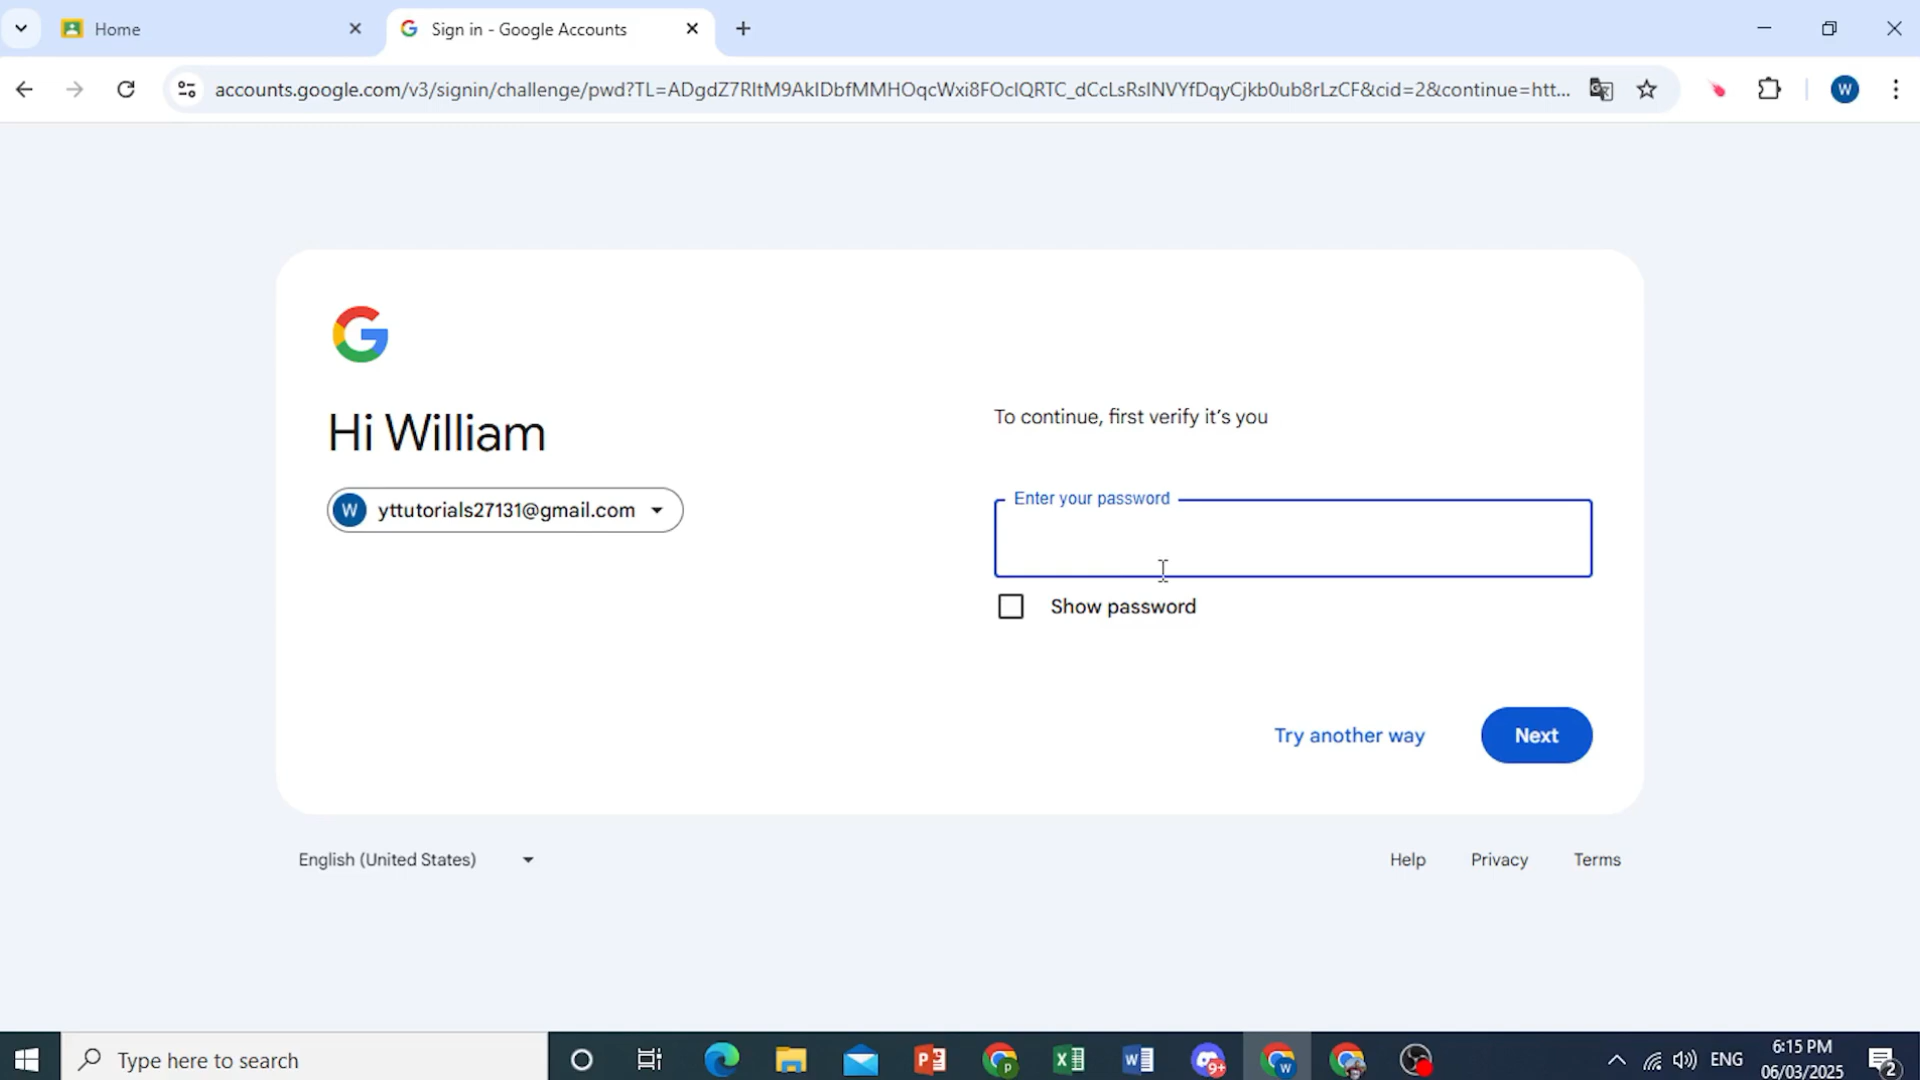 Home
Sign in - Google Accounts
accounts.google.com/v3/signin/challenge/pwd?TL=ADgdZ7RItM9AkIDbfMMHOqcWxi8FOcIQRTC_dCcLsRsINVYfDqyCjkb0ub8rLzCF&cid=2&continue=htt...
W
Hi William
W yttutorials27131@gmail.com
To continue, first verify it's you
Enter your password
Show password
Try another way
Next
English (United States)
Help
Privacy
Terms
Type here to search
9+
ENG
6:15 PM
06/03/2025
2